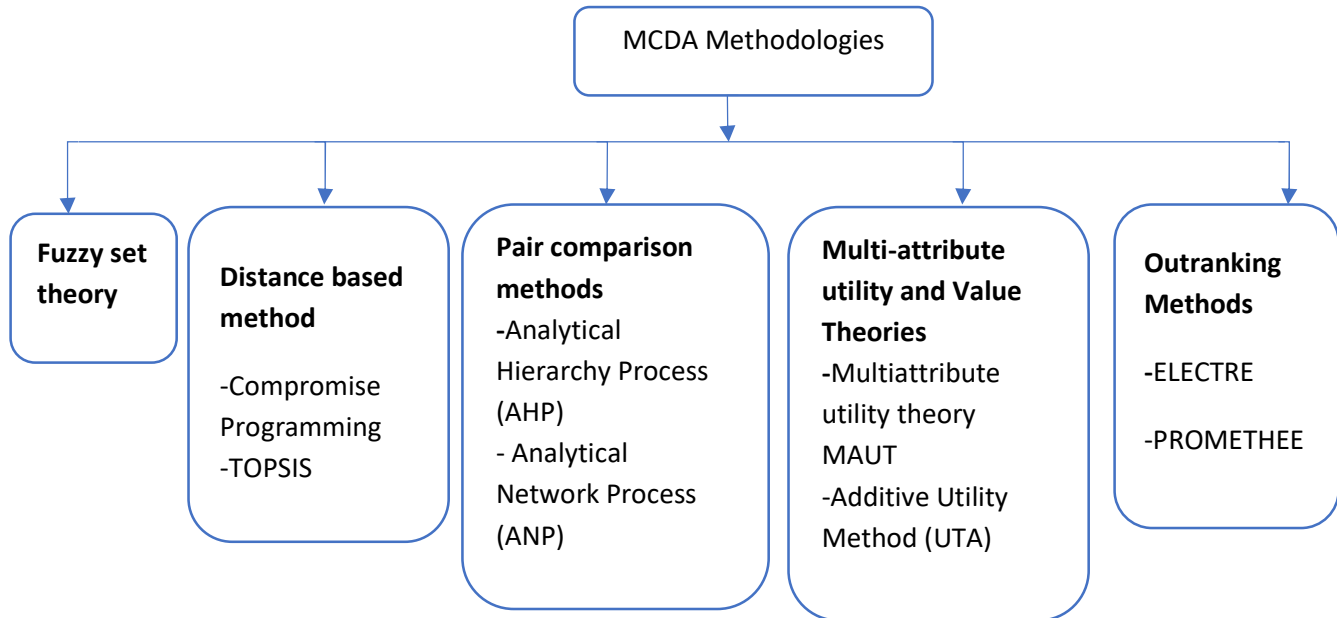 MCDA Methodologies
Fuzzy set
theory
Distance based
method
-Compromise
Programming
-TOPSIS
Pair comparison
methods
-Analytical
Hierarchy Process
(AHP)
- Analytical
Network Process
(ANP)
Multi-attribute
utility and Value
Theories
-Multiattribute
utility theory
MAUT
-Additive Utility
Method (UTA)
Outranking
Methods
-ELECTRE
-PROMETHEE